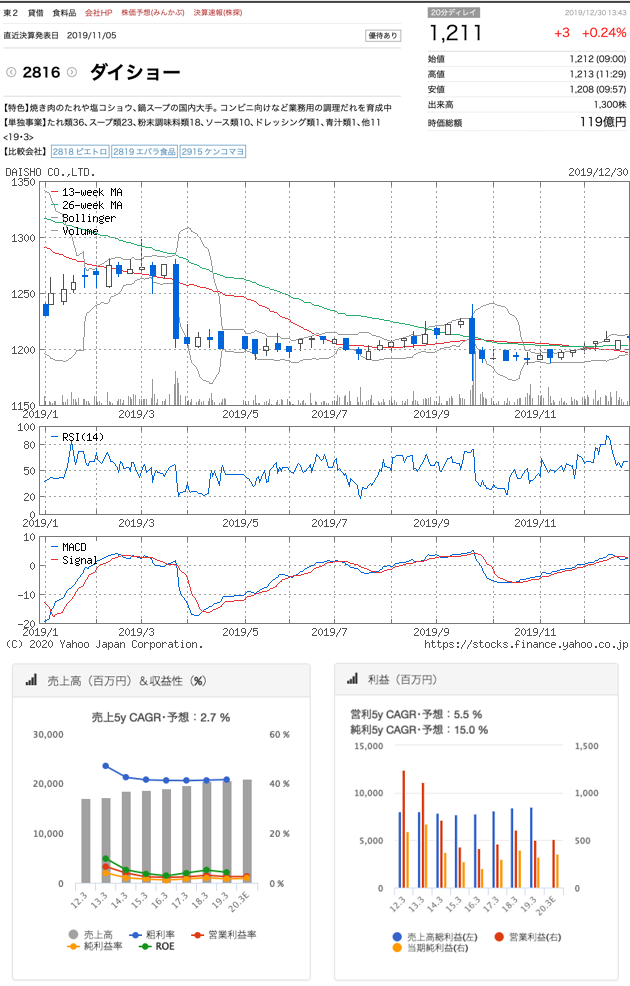 東2 貸借 食料品 会社HP 株価予想(みんかぶ) 決算速報(株探)
直近決算発表日 2019/11/05 優待あり
2816 ダイショー
【特色】焼き肉のたれや塩コショウ、鍋スープの国内大手。コンビニ向けなど業務用の調理だれを育成中
【単独事業】たれ類36、スープ類23、粉末調味料類18、ソース類10、ドレッシング類1、青汁類1、他11
<19・3>
【比較会社】 2818 ピエトロ 2819 エバラ食品 2915 ケンコマヨ
20分ディレイ 2019/12/30 13:43
1,211 +3 +0.24%
始値 1,212 (09:00)
高値 1,213 (11:29)
安値 1,208 (09:57)
出来高 1,300株
時価総額 119億円
DAISHO CO.,LTD. 2019/12/30
1350
13-week MA
26-week MA
Bollinger
Volume
1300
1250
1200
1150
2019/1 2019/3 2019/5 2019/7 2019/9 2019/11
100
RSI(14)
80
50
20
0
2019/1 2019/3 2019/5 2019/7 2019/9 2019/11
10
MACD
Signal
0
-10
-20
2019/1 2019/3 2019/5 2019/7 2019/9 2019/11
(C) 2020 Yahoo Japan Corporation. https://stocks.finance.yahoo.co.jp
売上高（百万円）＆収益性（%）
売上5y CAGR･予想：2.7 %
30,000 60 %
20,000 40 %
10,000 20 %
0 0 %
12.3 13.3 14.3 15.3 16.3 17.3 18.3 19.3 20.3E
売上高 粗利率 営業利益率
純利益率 ROE
利益（百万円）
営利5y CAGR･予想：5.5 %
純利5y CAGR･予想：15.0 %
15,000 1,500
10,000 1,000
5,000 500
0 0
12.3 13.3 14.3 15.3 16.3 17.3 18.3 19.3 20.3E
売上高総利益(左) 営業利益(右)
当期純利益(右)